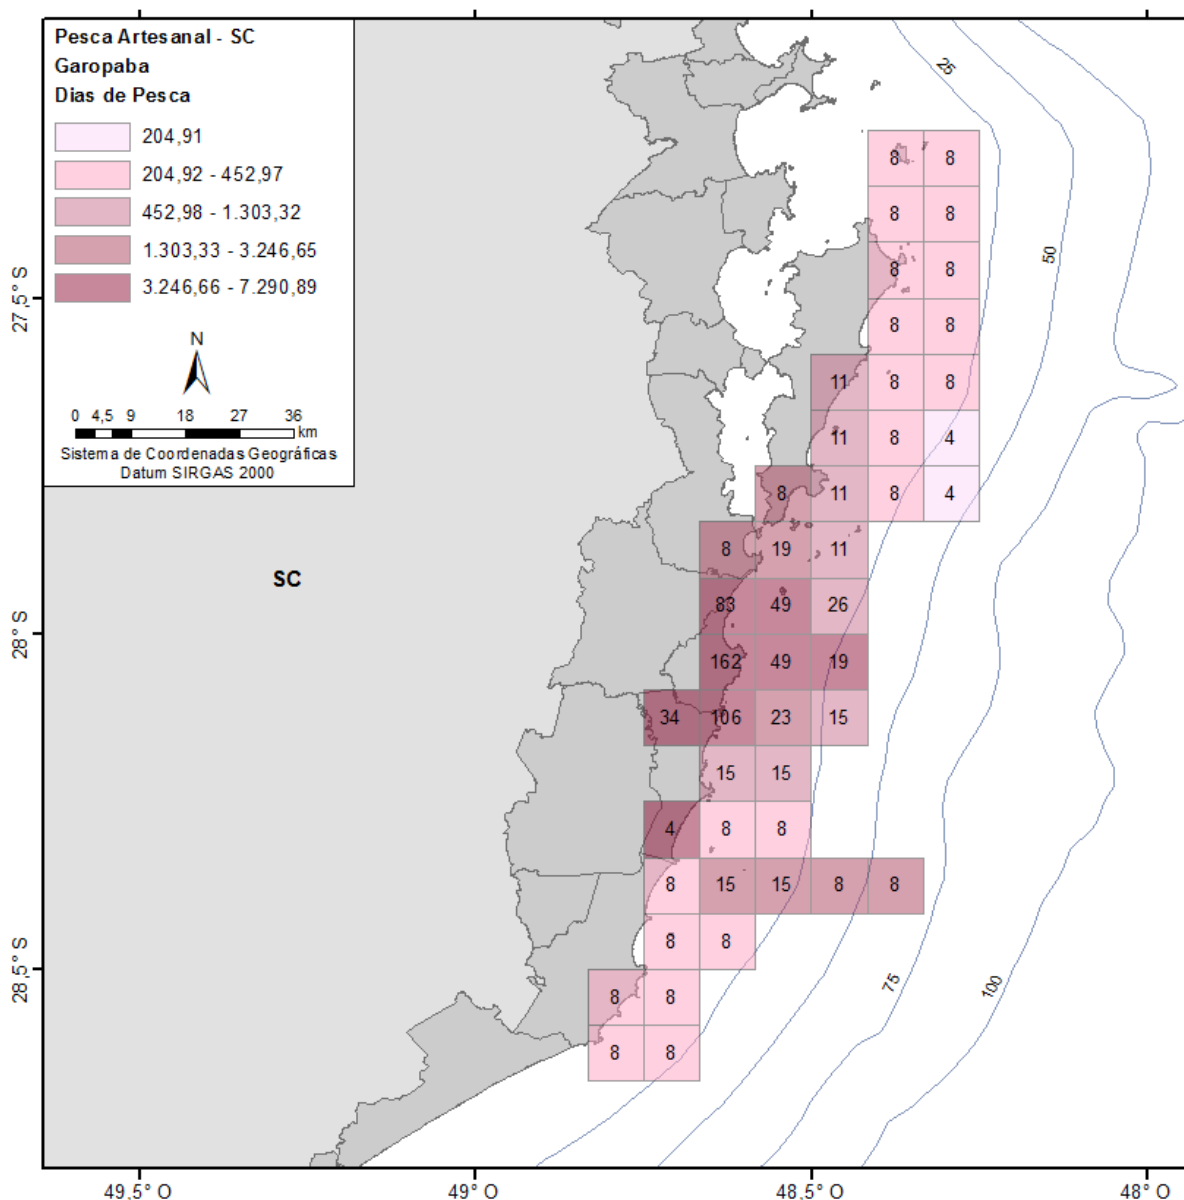 Pesca Artesanal - SC
Garopaba
Dias de Pesca
204,91
204,92 - 452,97
452,98 - 1.303,32
1.303,33 - 3.246,65
3.246,66 - 7.290,89
N
0 4,5 9 18 27 36
km
Sistema de Coordenadas Geográficas
Datum SIRGAS 2000
25
8 8
8 8
50
8 8
27,5° S
8 8
11 8 8
11 8 4
8 11 8 4
8 19 11
SC
83 49 26
28° S
162 49 19
34 106 23 15
15 15
4 8 8
8 15 15 8 8
8 8
28,5° S
75
100
8 8
8 8
49,5° O
49° O
48,5° O
48° O